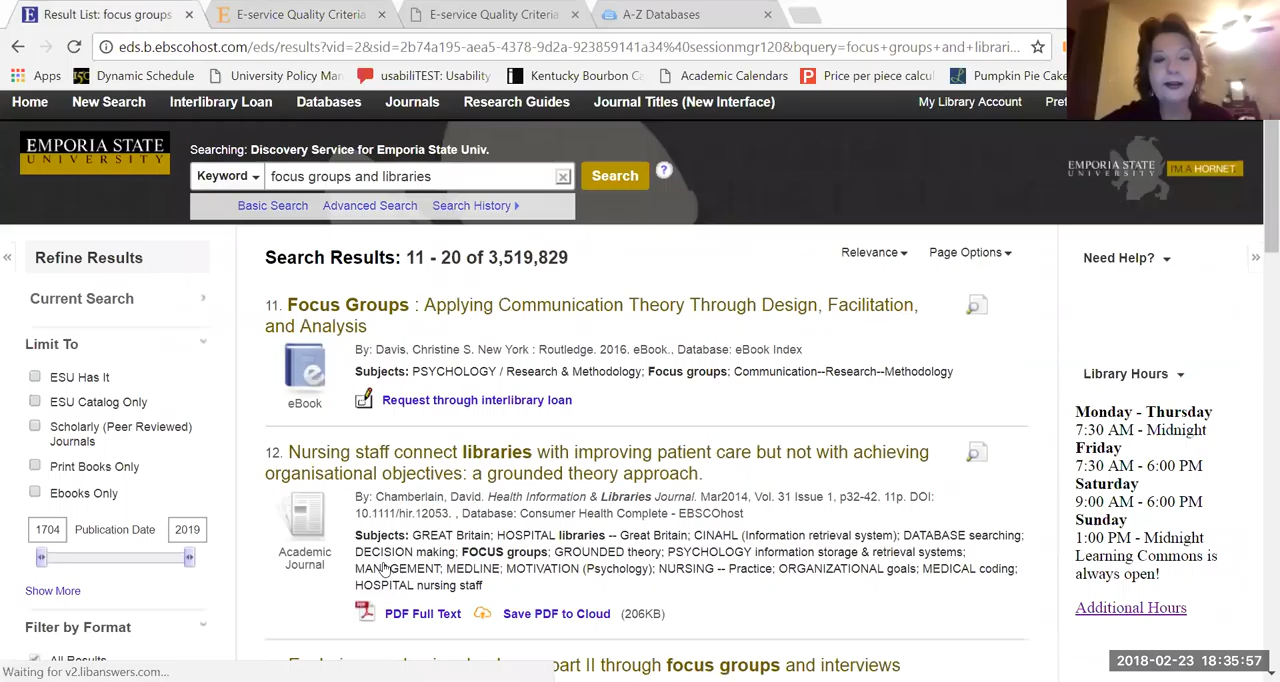 Result List: focus groups
E-service Quality Criteria
E-service Quality Criteria
A-Z Databases
eds.b.ebscohost.com/eds/results?vid=2&sid=2b74a195-aea5-4378-9d2a-923859141a34%40sessionmgr120&bquery=focus+groups+and+librari...
Apps
Dynamic Schedule
University Policy Man
usabiliTEST: Usability
Kentucky Bourbon C
Academic Calendars
Price per piece calcul
Pumpkin Pie Cake
Home
New Search
Interlibrary Loan
Databases
Journals
Research Guides
Journal Titles (New Interface)
My Library Account
Pref
EMPORIA STATE
UNIVERSITY
Searching: Discovery Service for Emporia State Univ.
Keyword
focus groups and libraries
Search
?
Basic Search
Advanced Search
Search History
EMPORIA STATE
UNIVERSITY
I'M A HORNET.
Refine Results
Current Search
Limit To
ESU Has It
ESU Catalog Only
Scholarly (Peer Reviewed)
Journals
Print Books Only
Ebooks Only
1704
Publication Date
2019
Show More
Filter by Format
All Results
Search Results: 11 - 20 of 3,519,829
Relevance
Page Options
11. Focus Groups : Applying Communication Theory Through Design, Facilitation,
and Analysis
By: Davis, Christine S. New York : Routledge. 2016. eBook., Database: eBook Index
Subjects: PSYCHOLOGY / Research & Methodology; Focus groups; Communication--Research--Methodology
eBook
Request through interlibrary loan
12. Nursing staff connect libraries with improving patient care but not with achieving
organisational objectives: a grounded theory approach.
By: Chamberlain, David. Health Information & Libraries Journal. Mar2014, Vol. 31 Issue 1, p32-42. 11p. DOI:
10.1111/hir.12053. , Database: Consumer Health Complete - EBSCOhost
Subjects: GREAT Britain; HOSPITAL libraries -- Great Britain; CINAHL (Information retrieval system); DATABASE searching;
DECISION making; FOCUS groups; GROUNDED theory; PSYCHOLOGY information storage & retrieval systems;
MANAGEMENT; MEDLINE; MOTIVATION (Psychology); NURSING -- Practice; ORGANIZATIONAL goals; MEDICAL coding;
HOSPITAL nursing staff
Academic
Journal
PDF Full Text
Save PDF to Cloud
(206KB)
part II through focus groups and interviews
Need Help?
Library Hours
Monday - Thursday
7:30 AM - Midnight
Friday
7:30 AM - 6:00 PM
Saturday
9:00 AM - 6:00 PM
Sunday
1:00 PM - Midnight
Learning Commons is
always open!
Additional Hours
Waiting for v2.libanswers.com...
2018-02-23 18:35:57